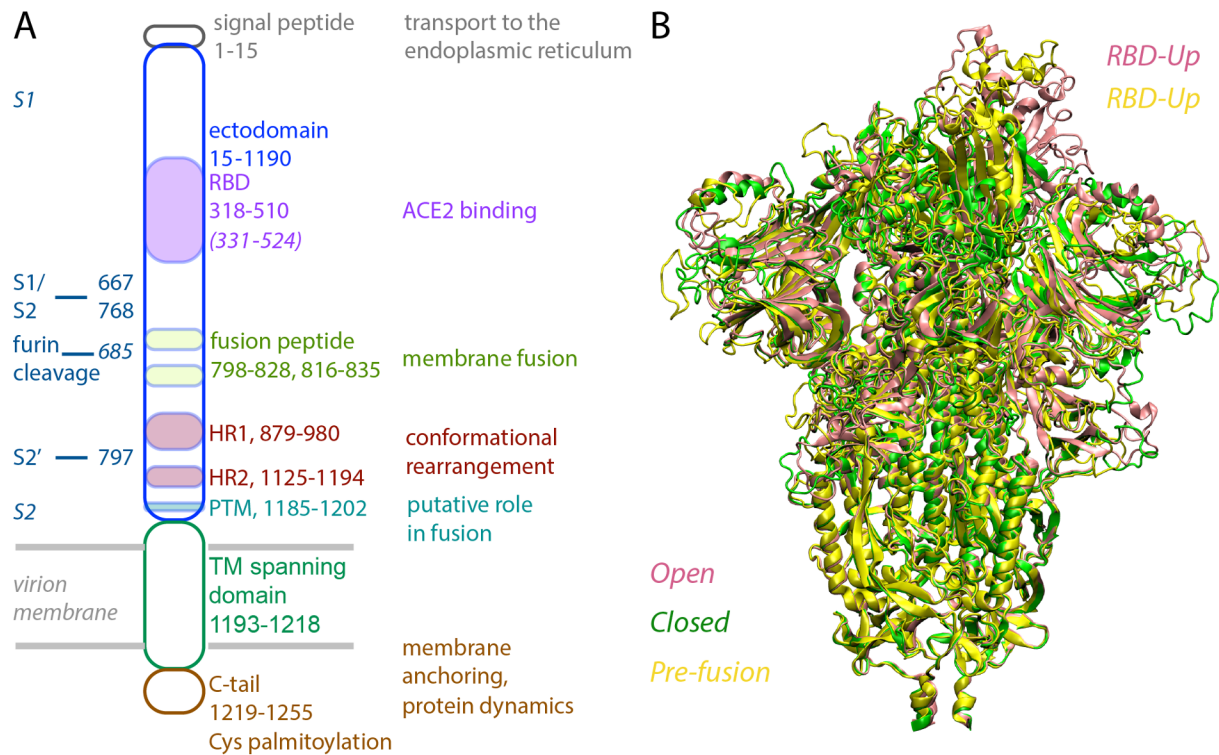 A
signal peptide
1-15
transport to the
endoplasmic reticulum
S1
ectodomain
15-1190
RBD
318-510
(331-524)
ACE2 binding
S1/
S2
667
768
furin
cleavage
685
fusion peptide
798-828, 816-835
membrane fusion
HR1, 879-980
conformational
rearrangement
S2’
797
HR2, 1125-1194
S2
PTM, 1185-1202
putative role
in fusion
virion
membrane
TM spanning
domain
1193-1218
C-tail
1219-1255
Cys palmitoylation
membrane
anchoring,
protein dynamics
B
RBD-Up
RBD-Up
Open
Closed
Pre-fusion